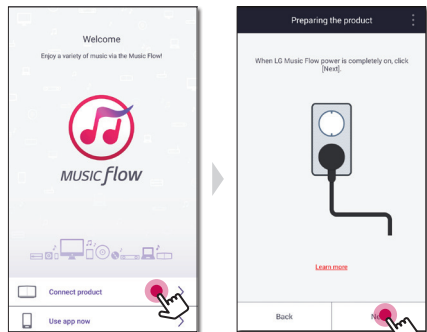 Welcome
Enjoy a variety of music via the Music Flow!
MUSIC flow
Connect product
Use app now
Preparing the product
When LG Music Flow power is completely on, click
[Next].
Learn more
Back